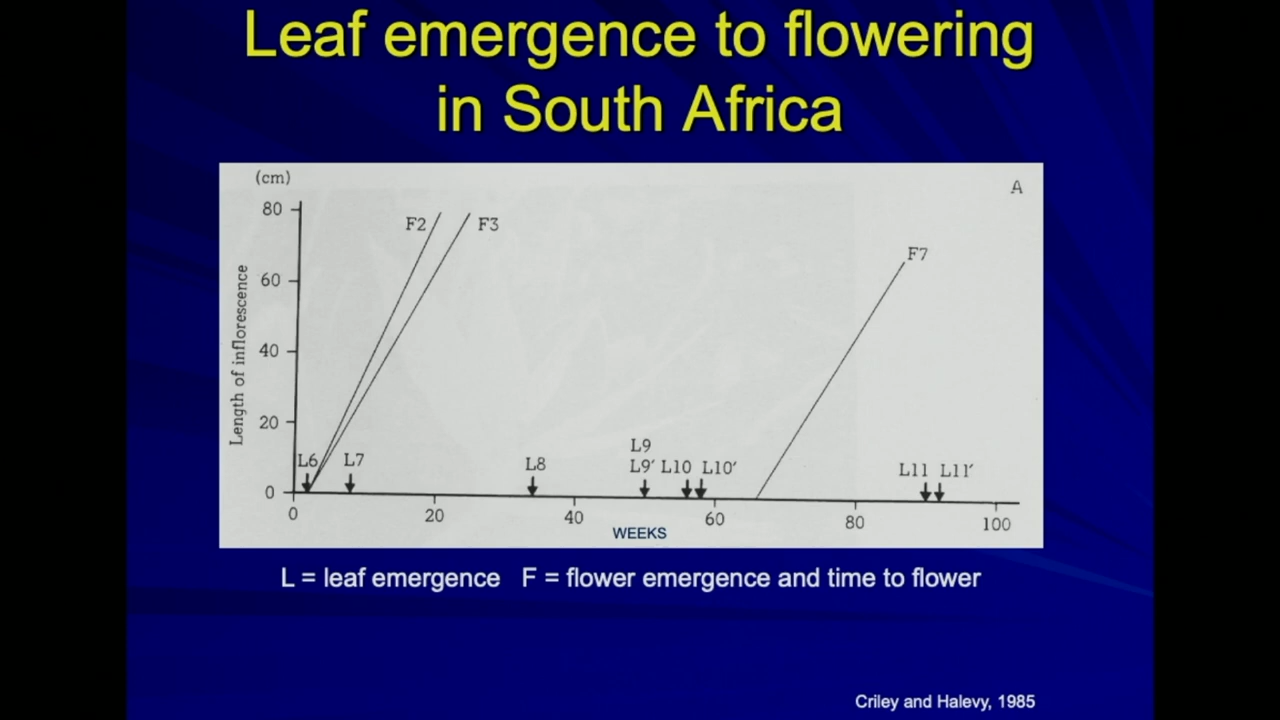 Leaf emergence to flowering
in South Africa
(cm)
A
80
F2
F3
F7
60
Length of inflorescence
40
20
L9
L6
L7
L8
L9′
L10
L10′
L11
L11′
0
0
20
40
60
80
100
WEEKS
L = leaf emergence F = flower emergence and time to flower
Criley and Halevy, 1985